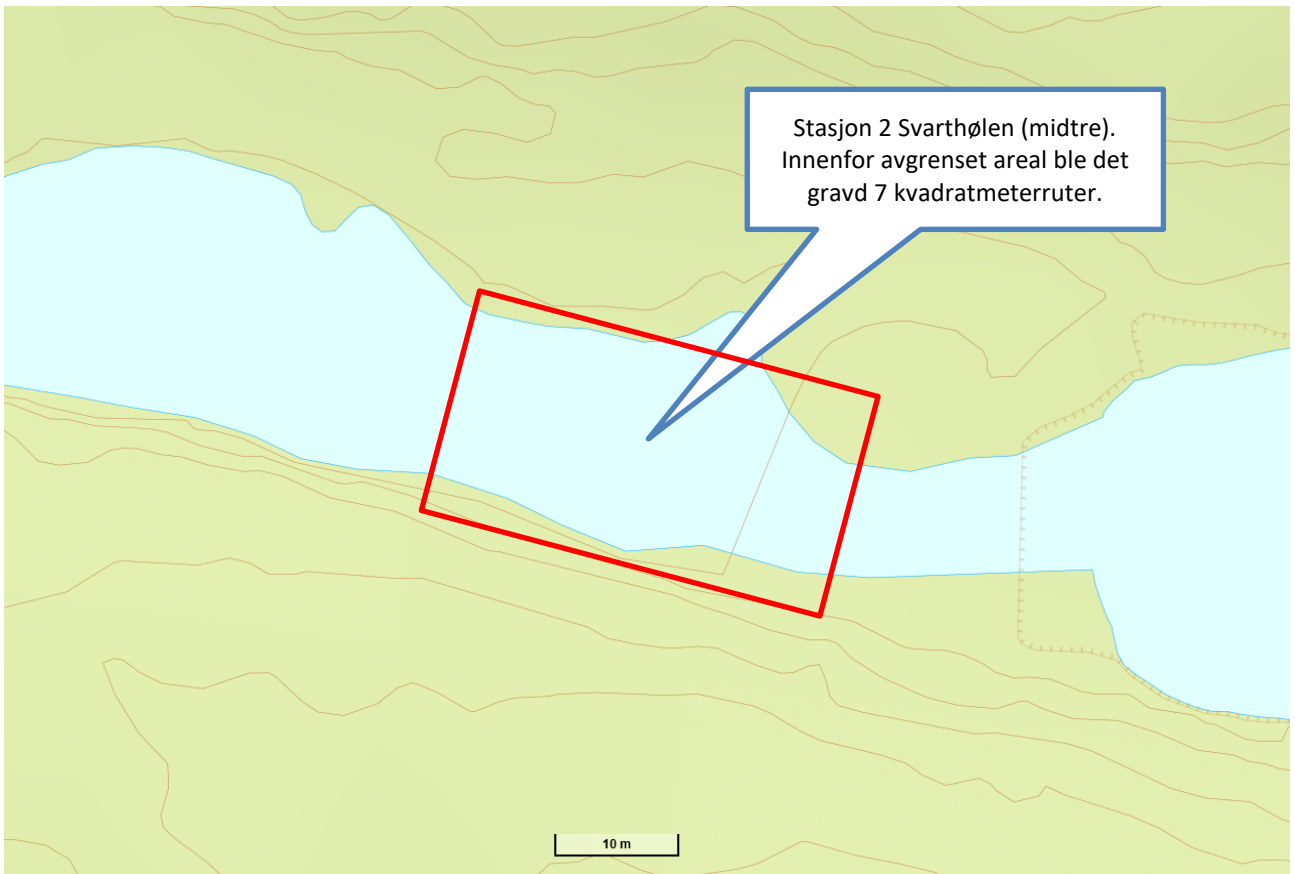 Stasjon 2 Svarthølen (midtre).
Innenfor avgrenset areal ble det
gravd 7 kvadratmeterruter.
10 m